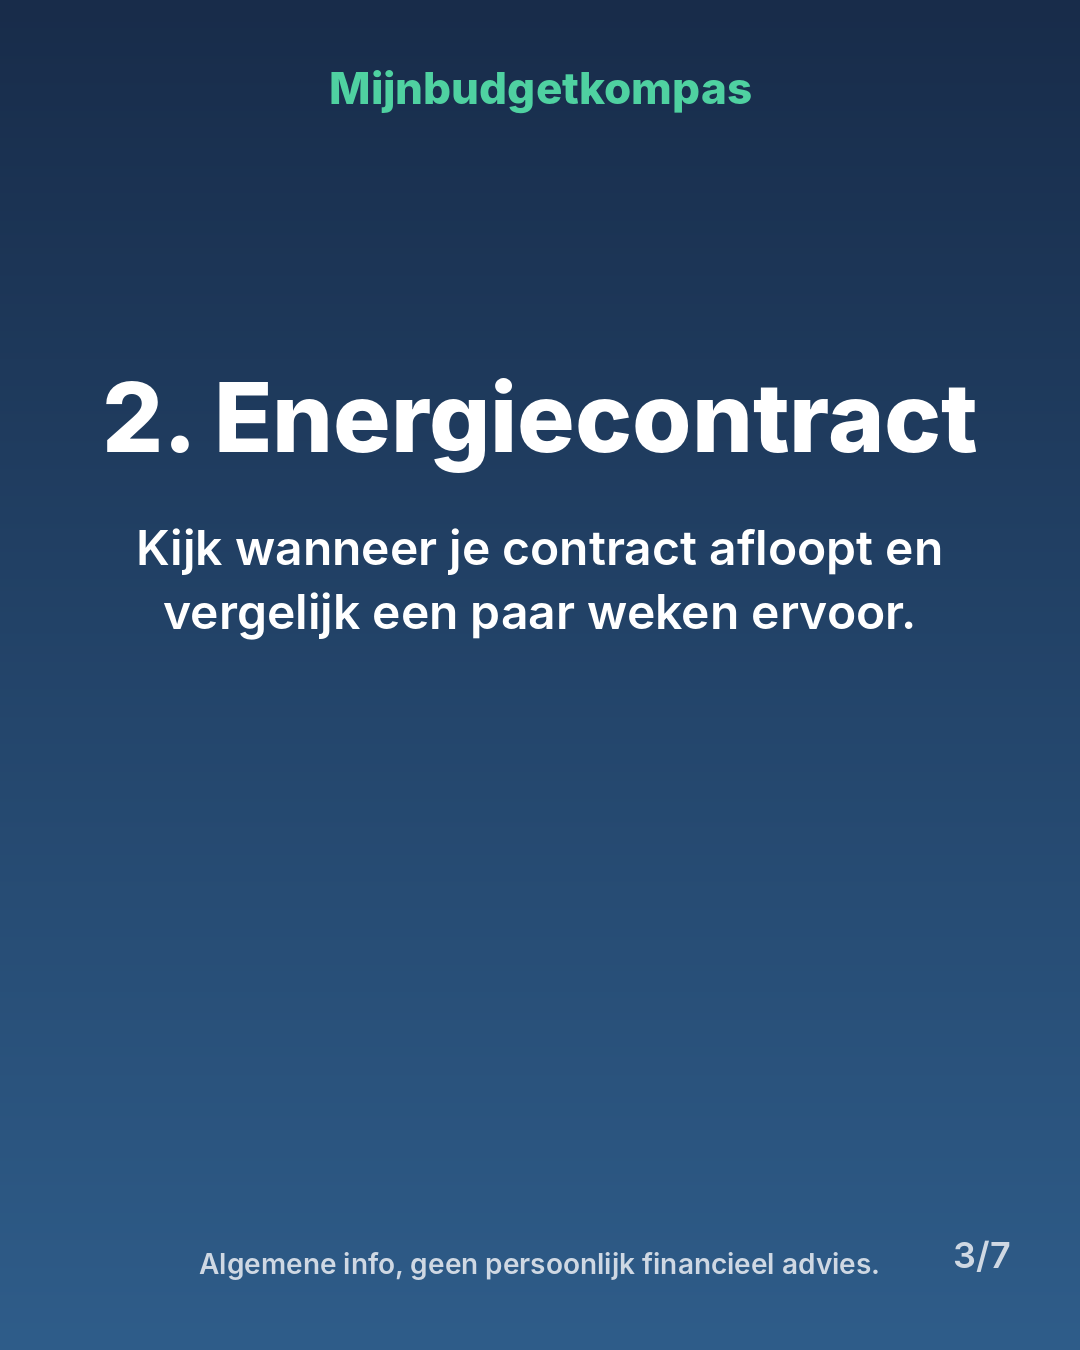 Mijnbudgetkompas
2. Energiecontract
Kijk wanneer je contract afloopt en
vergelijk een paar weken ervoor.
Algemene info, geen persoonlijk financieel advies.
3/7